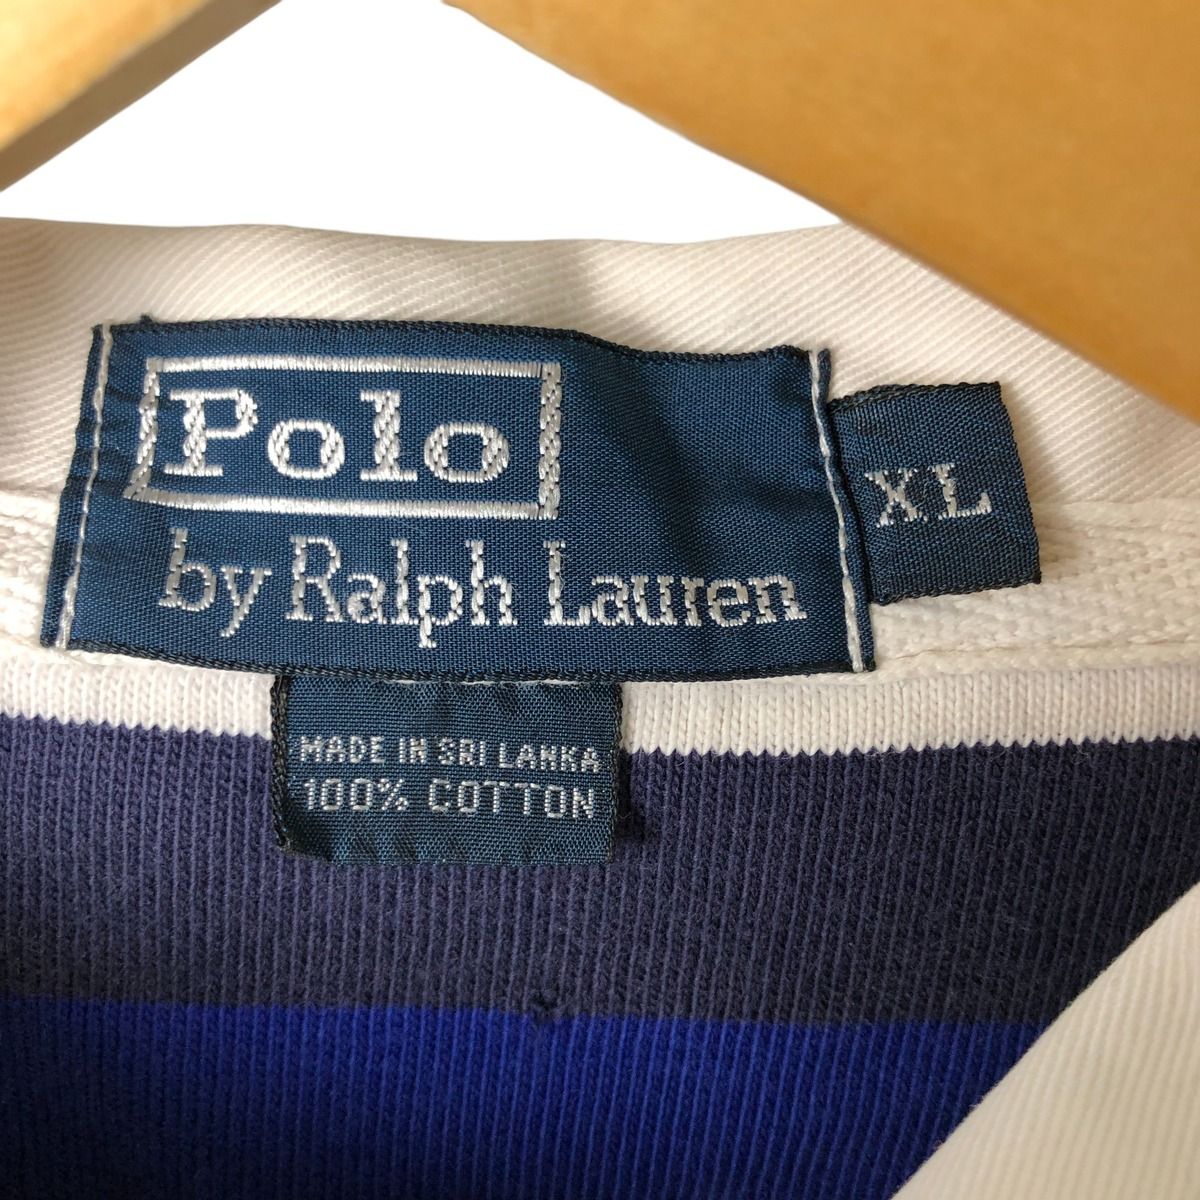 Polo
by Ralph Lauren
XL
MADE IN SRI LANKA
100% COTTON